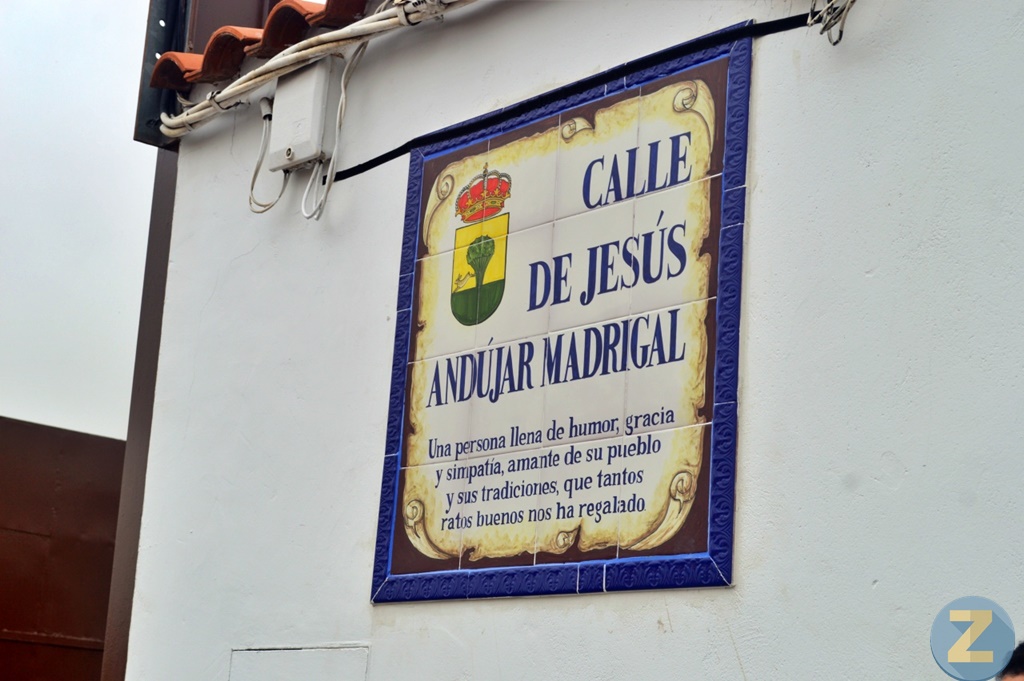 CALLE
DE JESÚS
ANDÚJAR MADRIGAL
Una persona llena de humor, gracia
y simpatía, amante de su pueblo
y sus tradiciones, que tantos
ratos buenos nos ha regalado
Z